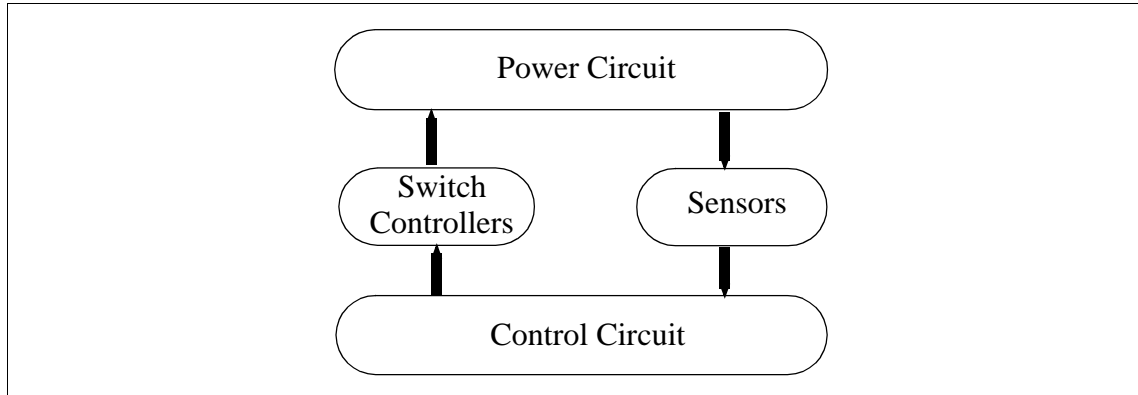 Power Circuit
Switch
Controllers
Sensors
Control Circuit